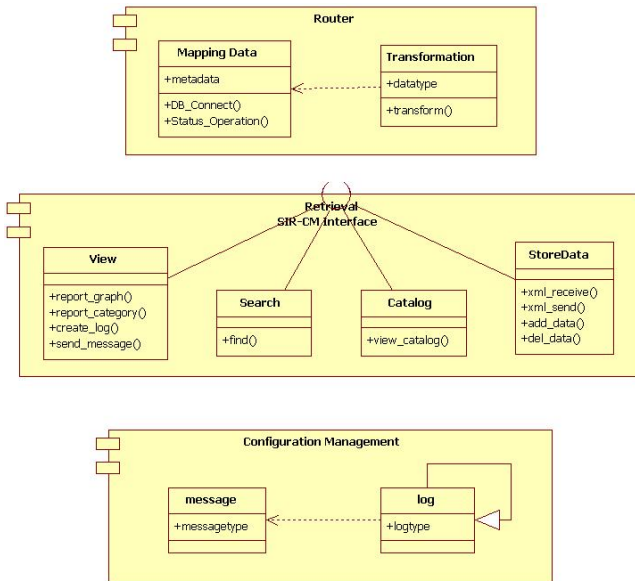 Router
Mapping Data
+metadata
+DB_Connect()
+Status_Operation()
Transformation
+datatype
+transform()
Retrieval
SIR-CM Interface
View
+report_graph()
+report_category()
+create_log()
+send_message()
Search
+find()
Catalog
+view_catalog()
StoreData
+xml_receive()
+xml_send()
+add_data()
+del_data()
Configuration Management
message
+messagetype
log
+logtype